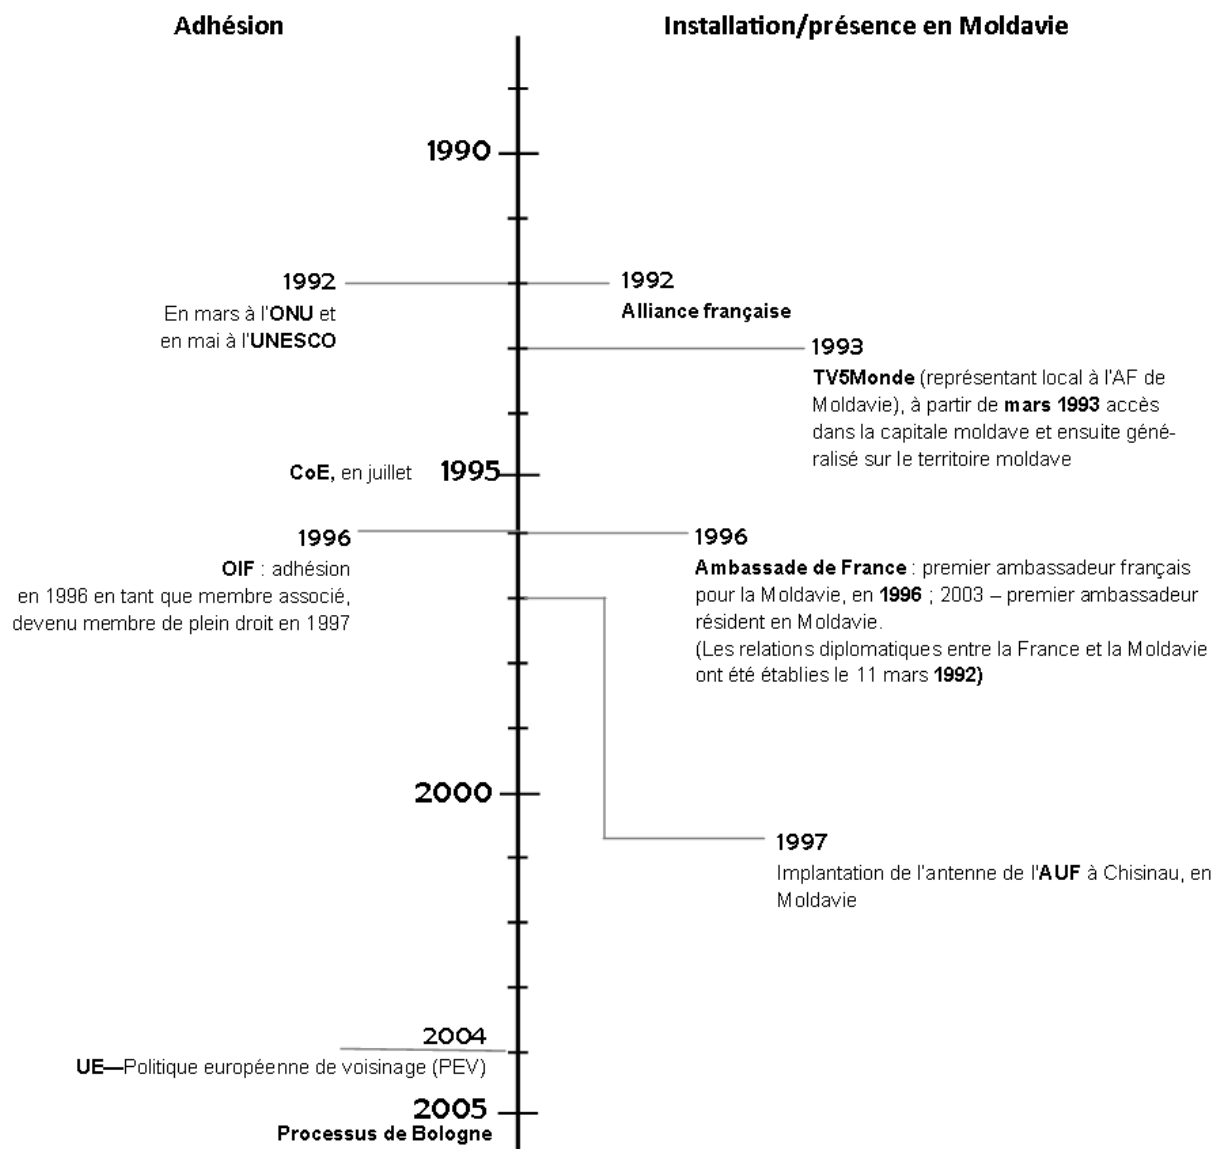 Adhésion
Installation/présence en Moldavie
1990
1992
En mars à l'ONU et
en mai à l'UNESCO
1992
Alliance française
1993
TV5Monde (représentant local à l'AF de
Moldavie), à partir de mars 1993 accès
dans la capitale moldave et ensuite géné-
ralisé sur le territoire moldave
CoE, en juillet 1995
1996
OIF : adhésion
en 1996 en tant que membre associé,
devenu membre de plein droit en 1997
1996
Ambassade de France : premier ambassadeur français
pour la Moldavie, en 1996 ; 2003 – premier ambassadeur
résident en Moldavie.
(Les relations diplomatiques entre la France et la Moldavie
ont été établies le 11 mars 1992)
2000
1997
Implantation de l'antenne de l'AUF à Chisinau, en
Moldavie
2004
UE—Politique européenne de voisinage (PEV)
2005
Processus de Bologne